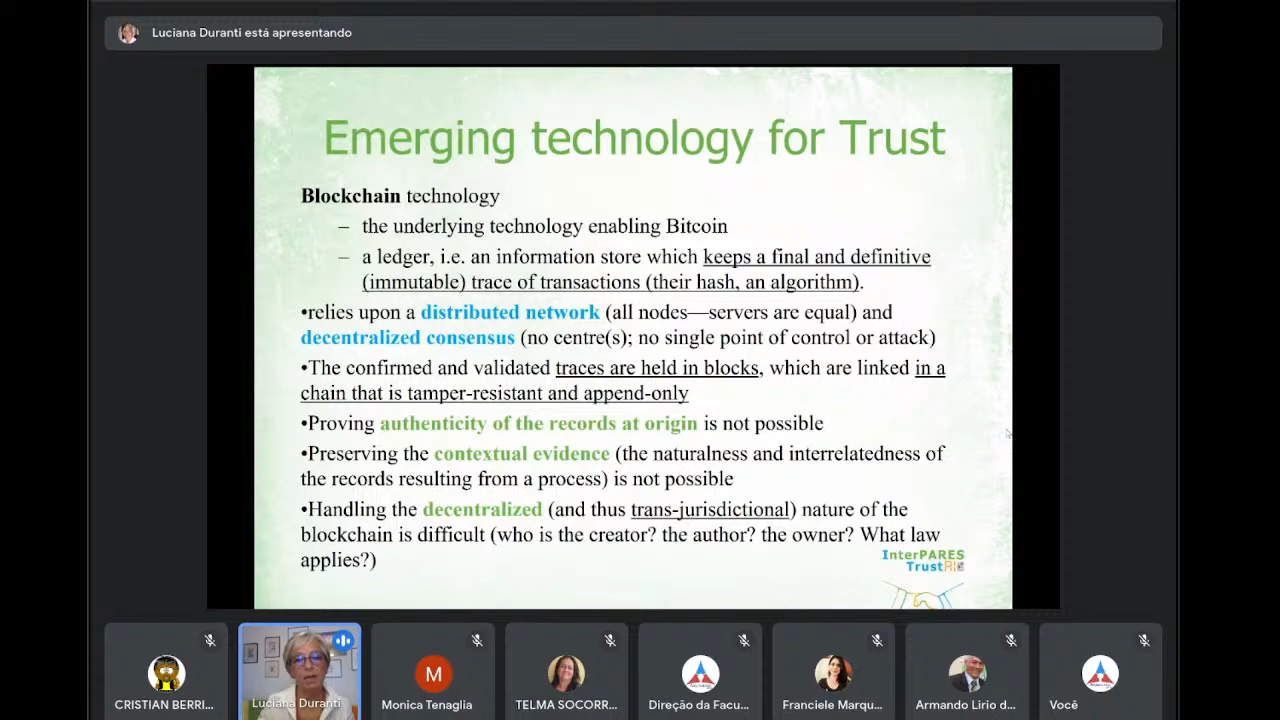 Luciana Duranti está apresentando
Emerging technology for Trust
Blockchain technology
– the underlying technology enabling Bitcoin
– a ledger, i.e. an information store which keeps a final and definitive
(immutable) trace of transactions (their hash, an algorithm).
•relies upon a distributed network (all nodes—servers are equal) and
decentralized consensus (no centre(s); no single point of control or attack)
•The confirmed and validated traces are held in blocks, which are linked in a
chain that is tamper-resistant and append-only
•Proving authenticity of the records at origin is not possible
•Preserving the contextual evidence (the naturalness and interrelatedness of
the records resulting from a process) is not possible
•Handling the decentralized (and thus trans-jurisdictional) nature of the
blockchain is difficult (who is the creator? the author? the owner? What law
applies?)
InterPARES
Trust
M
CRISTIAN BERRI...
Luciana Duranti
Monica Tenaglia
TELMA SOCORR...
Direção da Facu...
Franciele Marqu...
Armando Lirio d...
Você